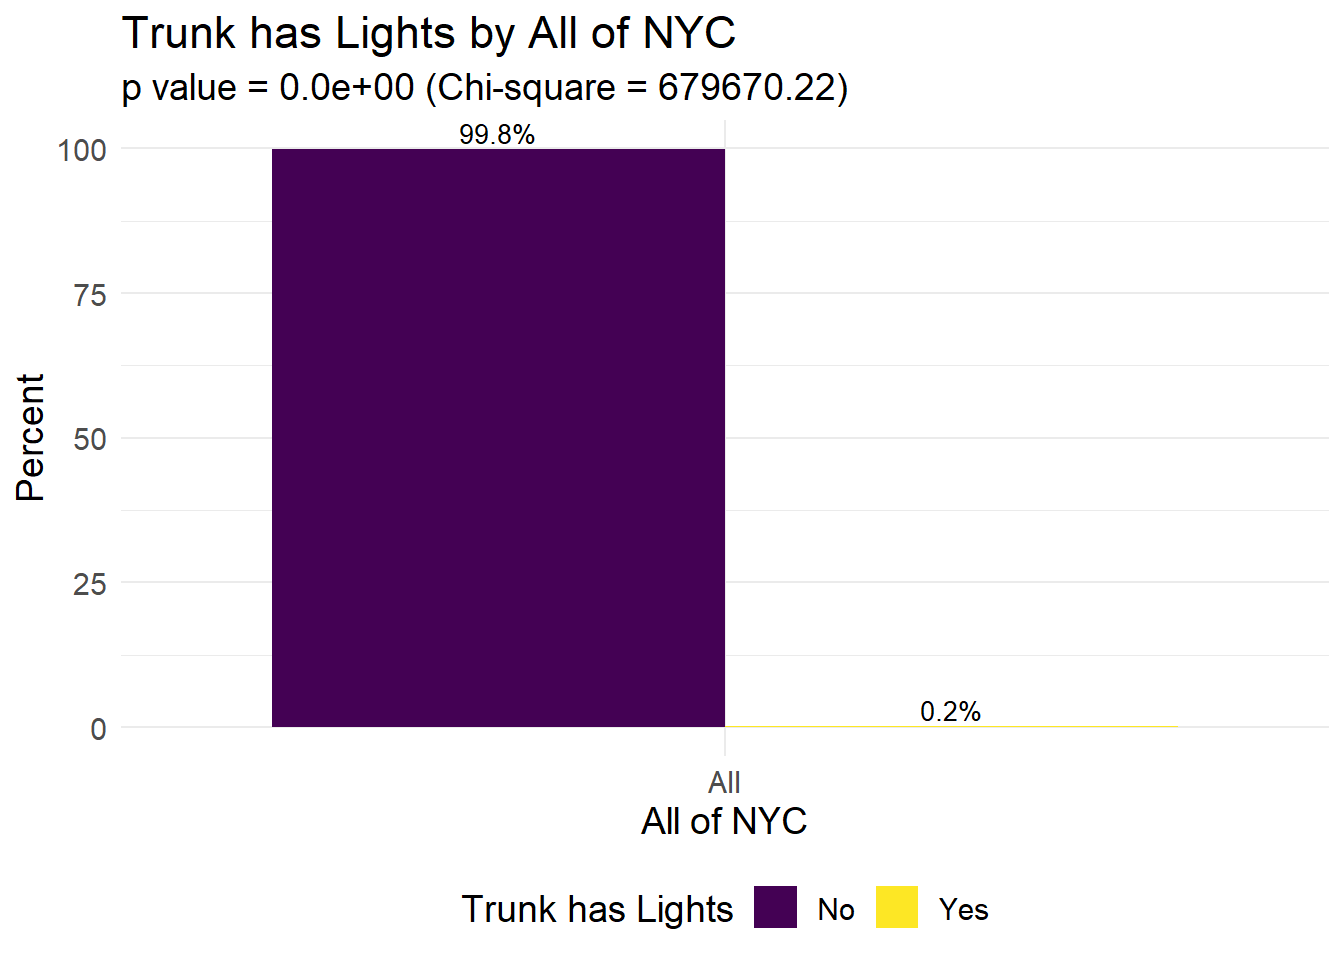 Trunk has Lights by All of NYC
p value = 0.0e+00 (Chi-square = 679670.22)
99.8%
100
75
50
25
0
Percent
0.2%
All
All of NYC
Trunk has Lights No Yes